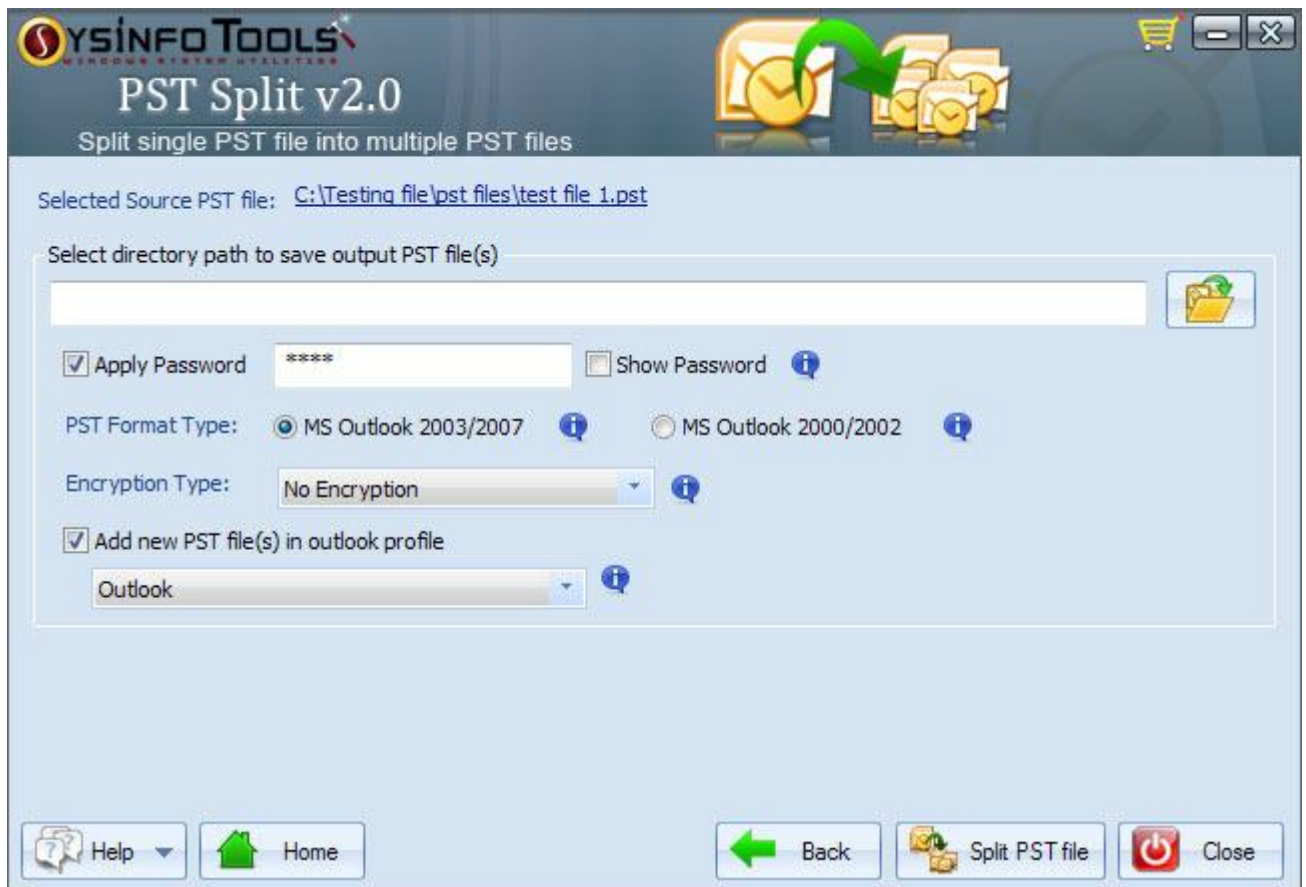 SYSINFO TOOLS
WINDOWS SYSTEM UTILITIES
PST Split v2.0
Split single PST file into multiple PST files
Selected Source PST file: C:\Testing file\pst files\test file 1.pst
Select directory path to save output PST file(s)
Apply Password **** Show Password
PST Format Type: MS Outlook 2003/2007 MS Outlook 2000/2002
Encryption Type: No Encryption
Add new PST file(s) in outlook profile
Outlook
Help Home Back Split PST file Close